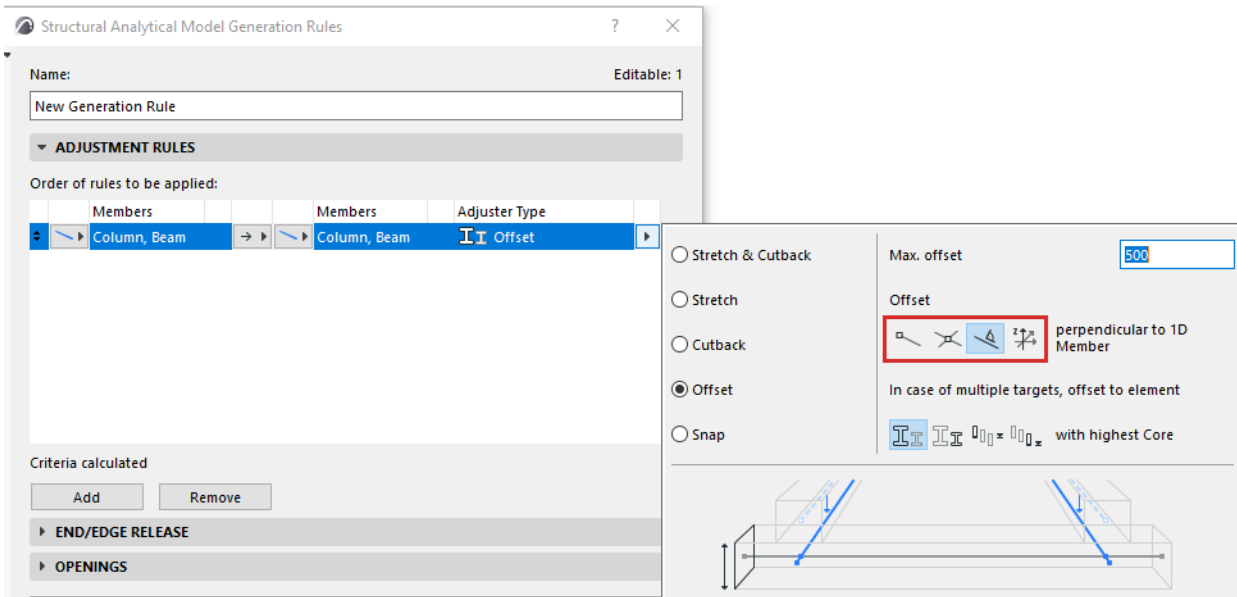 Structural Analytical Model Generation Rules ?
Name: Editable: 1
New Generation Rule
ADJUSTMENT RULES
Order of rules to be applied:
Members Members Adjuster Type
Column, Beam Column, Beam Offset
Stretch & Cutback
Stretch
Cutback
Offset
Snap
Max. offset 500
Offset
z
perpendicular to 1D
Member
In case of multiple targets, offset to element
with highest Core
Criteria calculated
Add Remove
END/EDGE RELEASE
OPENINGS